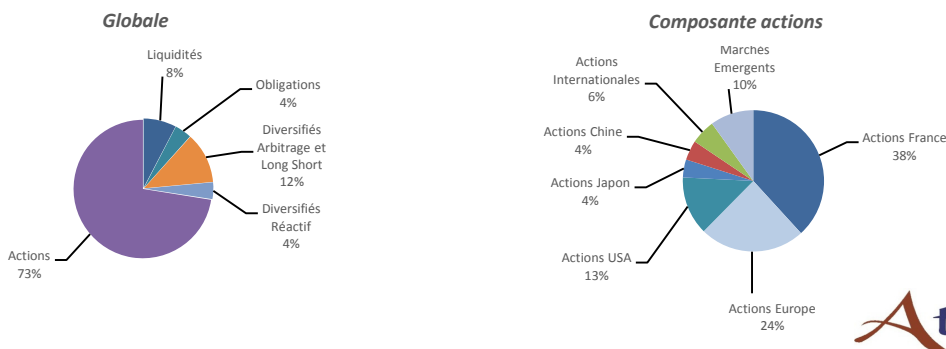 Globale
Liquidités
8%
Obligations
4%
Diversifiés
Arbitrage et
Long Short
12%
Diversifiés
Réactif
4%
Actions
73%
Composante actions
Marchés
Emergents
10%
Actions
Internationales
6%
Actions Chine
4%
Actions Japon
4%
Actions USA
13%
Actions Europe
24%
Actions France
38%